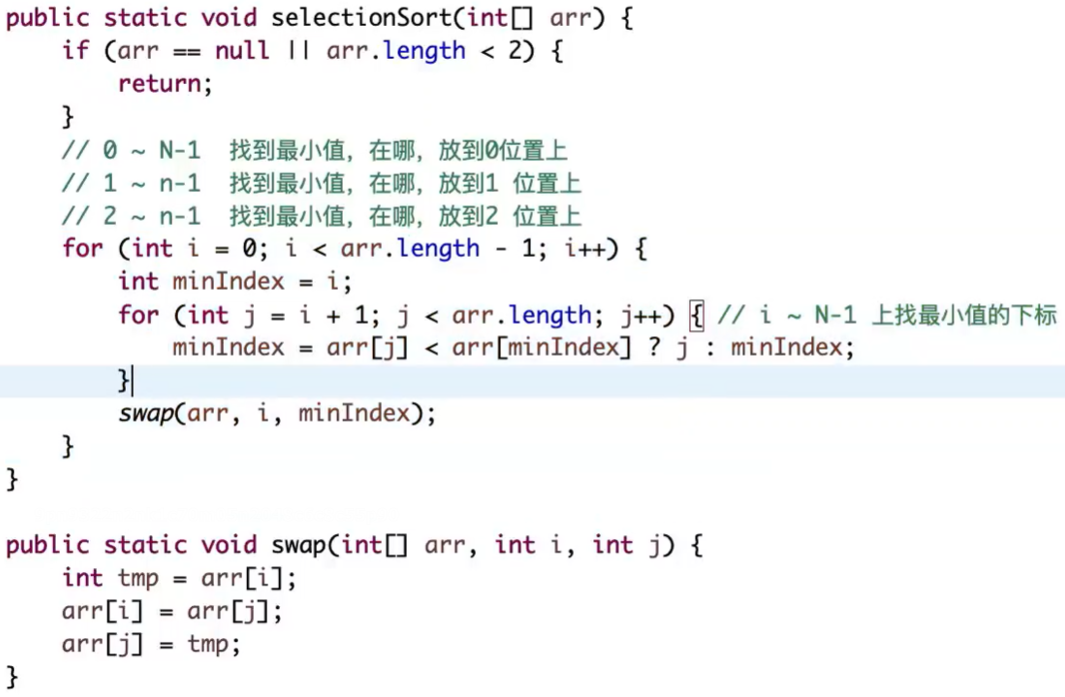 public static void selectionSort(int[] arr) {
    if (arr == null || arr.length < 2) {
        return;
    }
    // 0 ~ N-1  找到最小值，在哪，放到0位置上
    // 1 ~ n-1  找到最小值，在哪，放到1 位置上
    // 2 ~ n-1  找到最小值，在哪，放到2 位置上
    for (int i = 0; i < arr.length - 1; i++) {
        int minIndex = i;
        for (int j = i + 1; j < arr.length; j++) { // i ~ N-1 上找最小值的下标
            minIndex = arr[j] < arr[minIndex] ? j : minIndex;
        }
        swap(arr, i, minIndex);
    }
}

public static void swap(int[] arr, int i, int j) {
    int tmp = arr[i];
    arr[i] = arr[j];
    arr[j] = tmp;
}